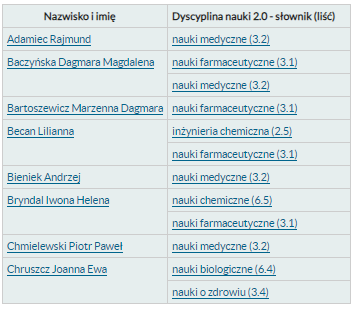 Nazwisko i imię Dyscyplina nauki 2.0 - słownik (liść)
Adamiec Rajmund nauki medyczne (3.2)
Baczyńska Dagmara Magdalena nauki farmaceutyczne (3.1)
nauki medyczne (3.2)
Bartoszewicz Marzenna Dagmara nauki farmaceutyczne (3.1)
Becan Lilianna inżynieria chemiczna (2.5)
nauki farmaceutyczne (3.1)
Bieniek Andrzej nauki medyczne (3.2)
Bryndal Iwona Helena nauki chemiczne (6.5)
nauki farmaceutyczne (3.1)
Chmielewski Piotr Paweł nauki medyczne (3.2)
Chruszcz Joanna Ewa nauki biologiczne (6.4)
nauki o zdrowiu (3.4)